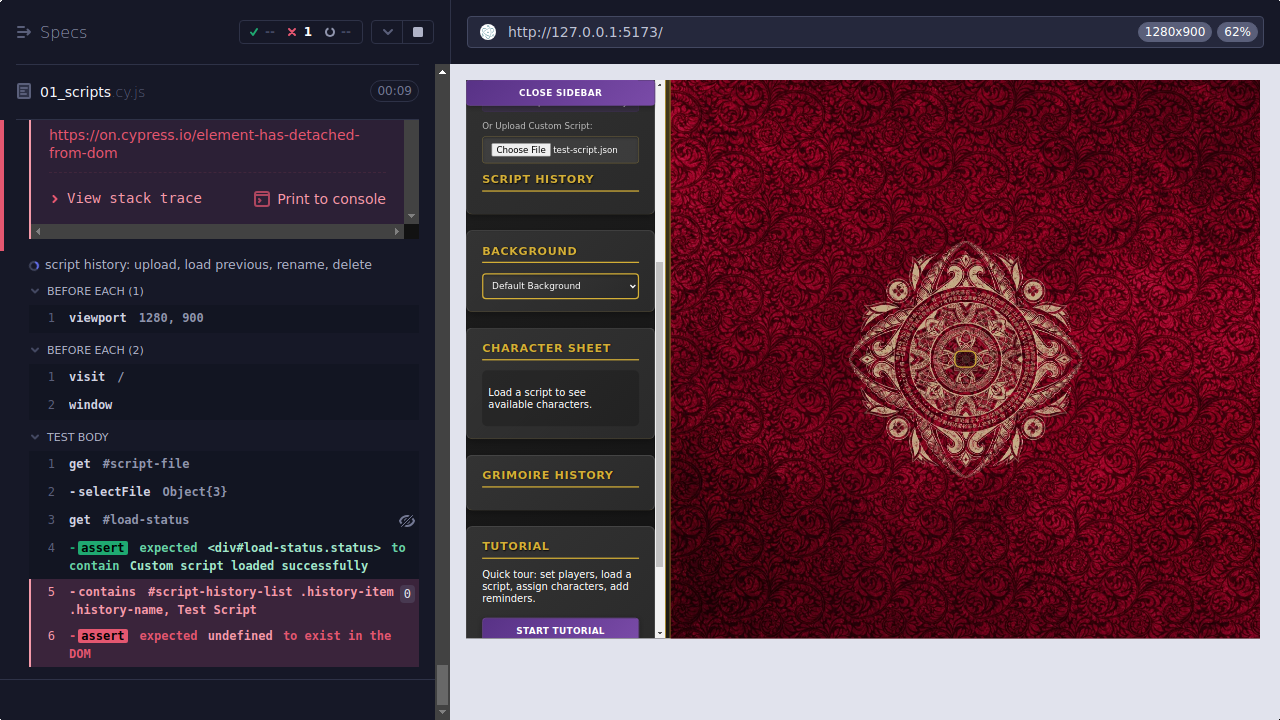 Specs
--
1
--
http://127.0.0.1:5173/
1280x900
62%
01_scripts.cy.js
00:09
https://on.cypress.io/element-has-detached-
from-dom
View stack trace
Print to console
script history: upload, load previous, rename, delete
BEFORE EACH (1)
1 viewport 1280, 900
BEFORE EACH (2)
1 visit /
2 window
TEST BODY
1 get #script-file
2 -selectFile Object{3}
3 get #load-status
4 -assert expected <div#load-status.status> to
contain Custom script loaded successfully
5 -contains #script-history-list .history-item 0
.history-name, Test Script
6 -assert expected undefined to exist in the
DOM
CLOSE SIDEBAR
Or Upload Custom Script:
Choose File test-script.json
SCRIPT HISTORY
BACKGROUND
Default Background
CHARACTER SHEET
Load a script to see
available characters.
GRIMOIRE HISTORY
TUTORIAL
Quick tour: set players, load a
script, assign characters, add
reminders.
START TUTORIAL